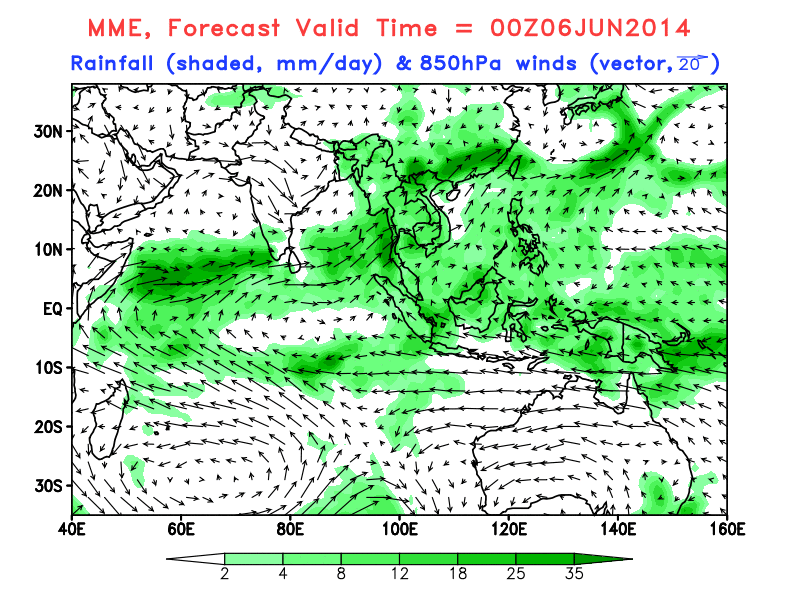 MME, Forecast Valid Time = 00Z06JUN2014
Rainfall (shaded, mm/day) & 850hPa winds (vector, 20 )
30N
20N
10N
EQ
10S
20S
30S
40E 60E 80E 100E 120E 140E 160E
2 4 8 12 18 25 35